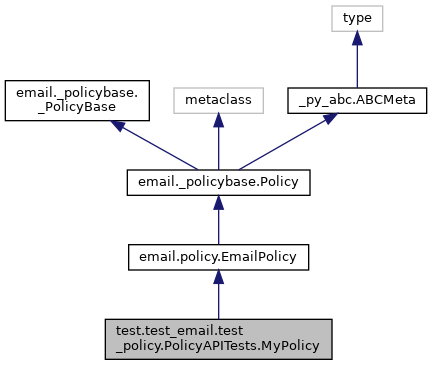 type
email._policybase.
_PolicyBase
metaclass
_py_abc.ABCMeta
email._policybase.Policy
email.policy.EmailPolicy
test.test_email.test
_policy.PolicyAPITests.MyPolicy